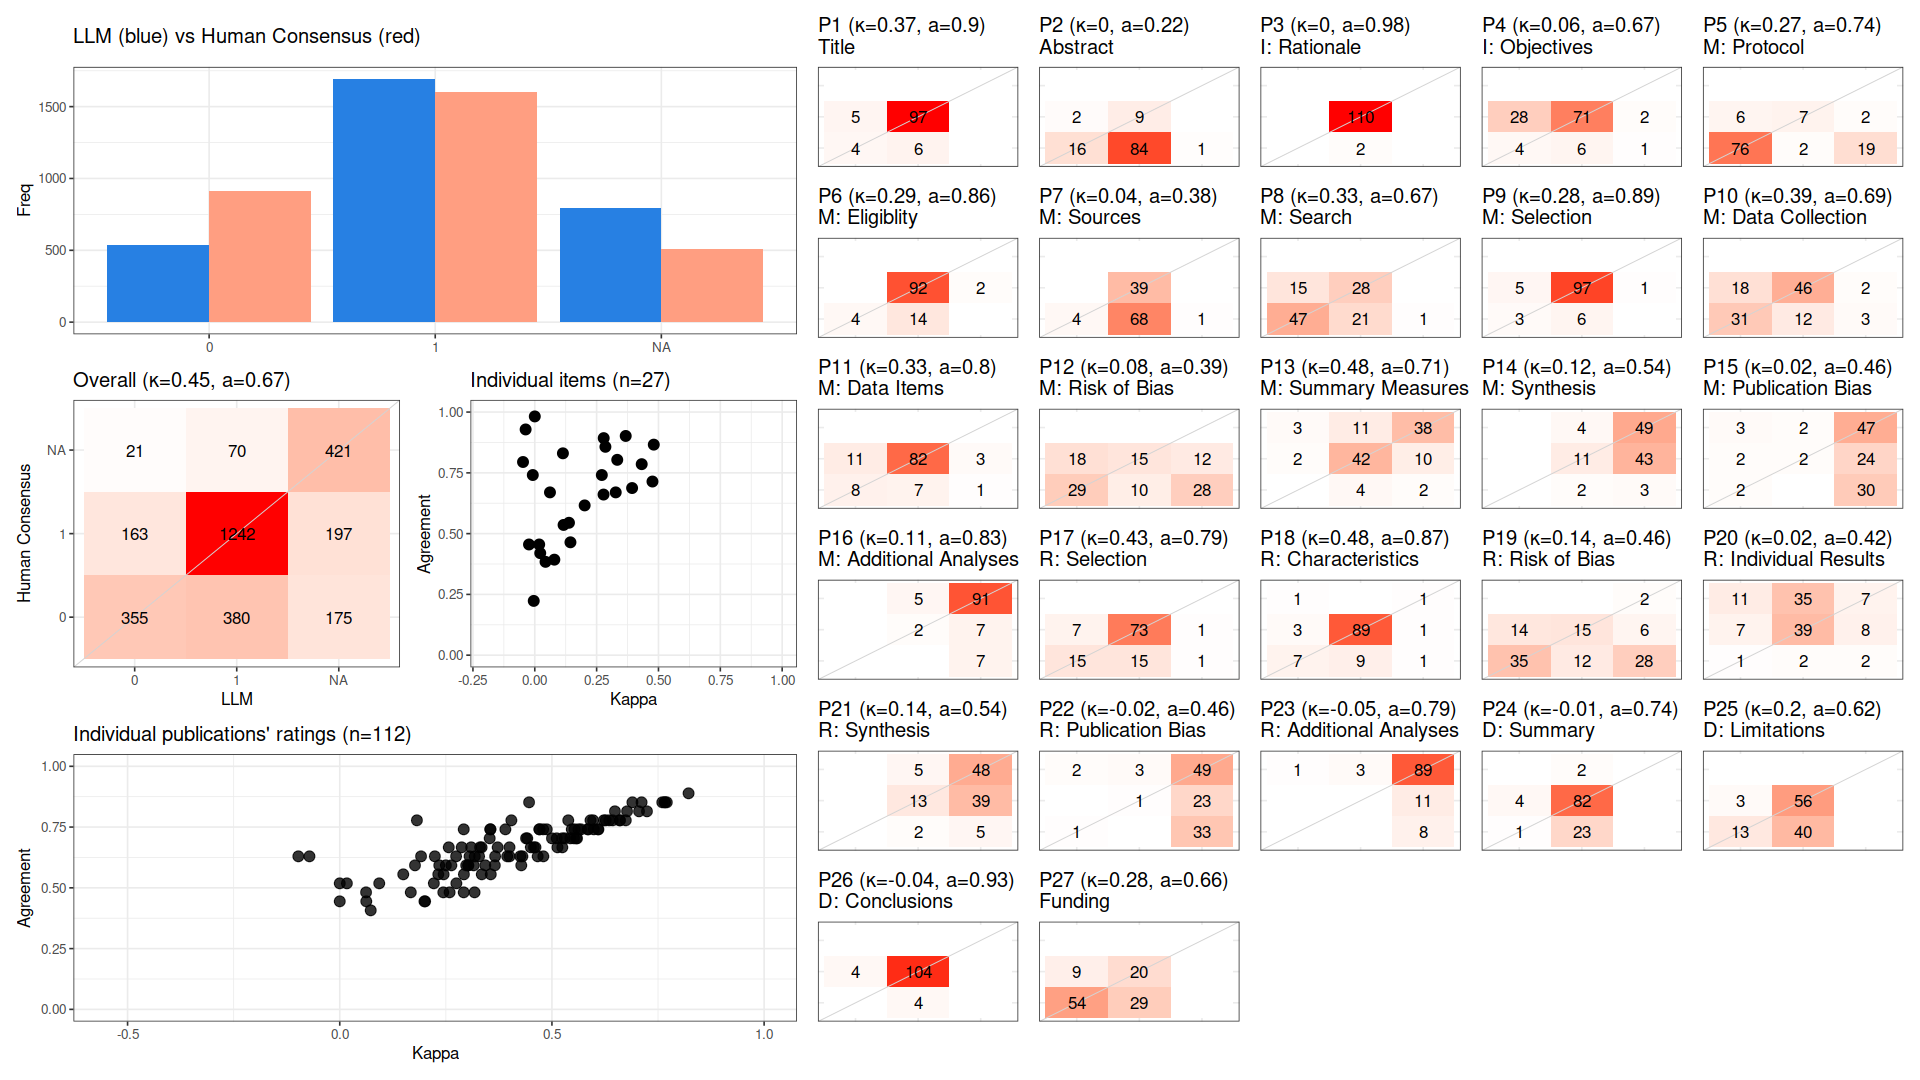 LLM (blue) vs Human Consensus (red)
Freq
1500
1000
500
0
0 1 NA
Overall (κ=0.45, a=0.67)
Human Consensus
NA 21 70 421
1 163 1242 197
0 355 380 175
0 1 NA
LLM
Individual items (n=27)
Agreement
1.00
0.75
0.50
0.25
0.00
-0.25 0.00 0.25 0.50 0.75 1.00
Kappa
Individual publications' ratings (n=112)
Agreement
1.00
0.75
0.50
0.25
0.00
-0.5 0.0 0.5 1.0
Kappa
P1 (κ=0.37, a=0.9)
Title
5 97
4 6
P2 (κ=0, a=0.22)
Abstract
2 9
16 84 1
P3 (κ=0, a=0.98)
I: Rationale
110
2
P4 (κ=0.06, a=0.67)
I: Objectives
28 71 2
4 6 1
P5 (κ=0.27, a=0.74)
M: Protocol
6 7 2
76 2 19
P6 (κ=0.29, a=0.86)
M: Eligiblity
92 2
4 14
P7 (κ=0.04, a=0.38)
M: Sources
39
4 68 1
P8 (κ=0.33, a=0.67)
M: Search
15 28
47 21 1
P9 (κ=0.28, a=0.89)
M: Selection
5 97 1
3 6
P10 (κ=0.39, a=0.69)
M: Data Collection
18 46 2
31 12 3
P11 (κ=0.33, a=0.8)
M: Data Items
11 82 3
8 7 1
P12 (κ=0.08, a=0.39)
M: Risk of Bias
18 15 12
29 10 28
P13 (κ=0.48, a=0.71)
M: Summary Measures
3 11 38
2 42 10
4 2
P14 (κ=0.12, a=0.54)
M: Synthesis
4 49
11 43
2 3
P15 (κ=0.02, a=0.46)
M: Publication Bias
3 2 47
2 2 24
2 30
P16 (κ=0.11, a=0.83)
M: Additional Analyses
5 91
2 7
7
P17 (κ=0.43, a=0.79)
R: Selection
7 73 1
15 15 1
P18 (κ=0.48, a=0.87)
R: Characteristics
1 1
3 89 1
7 9 1
P19 (κ=0.14, a=0.46)
R: Risk of Bias
2
14 15 6
35 12 28
P20 (κ=0.02, a=0.42)
R: Individual Results
11 35 7
7 39 8
1 2 2
P21 (κ=0.14, a=0.54)
R: Synthesis
5 48
13 39
2 5
P22 (κ=-0.02, a=0.46)
R: Publication Bias
2 3 49
1 23
1 33
P23 (κ=-0.05, a=0.79)
R: Additional Analyses
1 3 89
11
8
P24 (κ=-0.01, a=0.74)
D: Summary
2
4 82
1 23
P25 (κ=0.2, a=0.62)
D: Limitations
3 56
13 40
P26 (κ=-0.04, a=0.93)
D: Conclusions
4 104
4
P27 (κ=0.28, a=0.66)
Funding
9 20
54 29